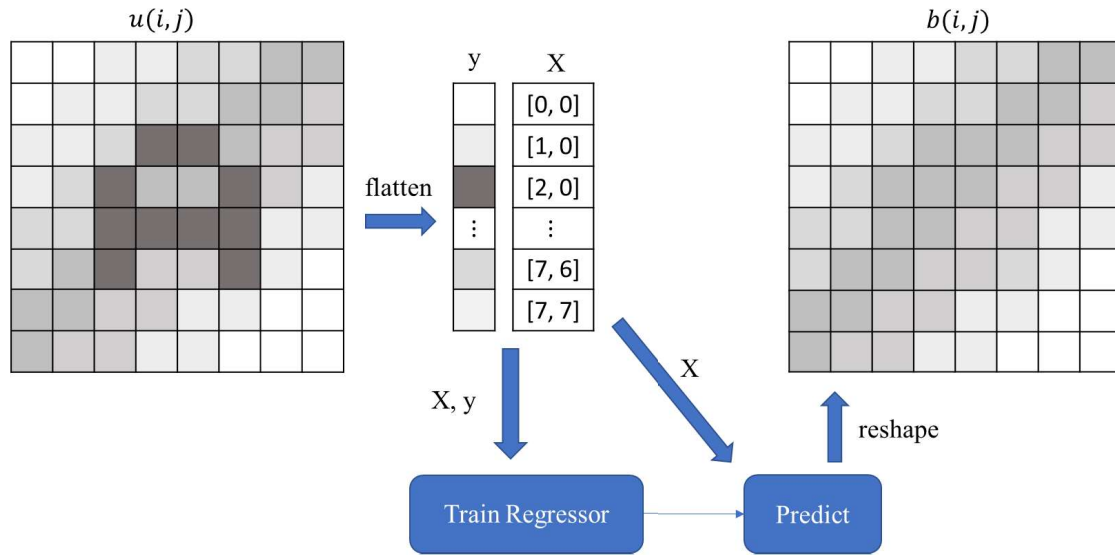 u(i, j)
b(i, j)
y
X
[0, 0]
[1, 0]
[2, 0]
⋮
⋮
[7, 6]
[7, 7]
flatten
X, y
X
reshape
Train Regressor
Predict